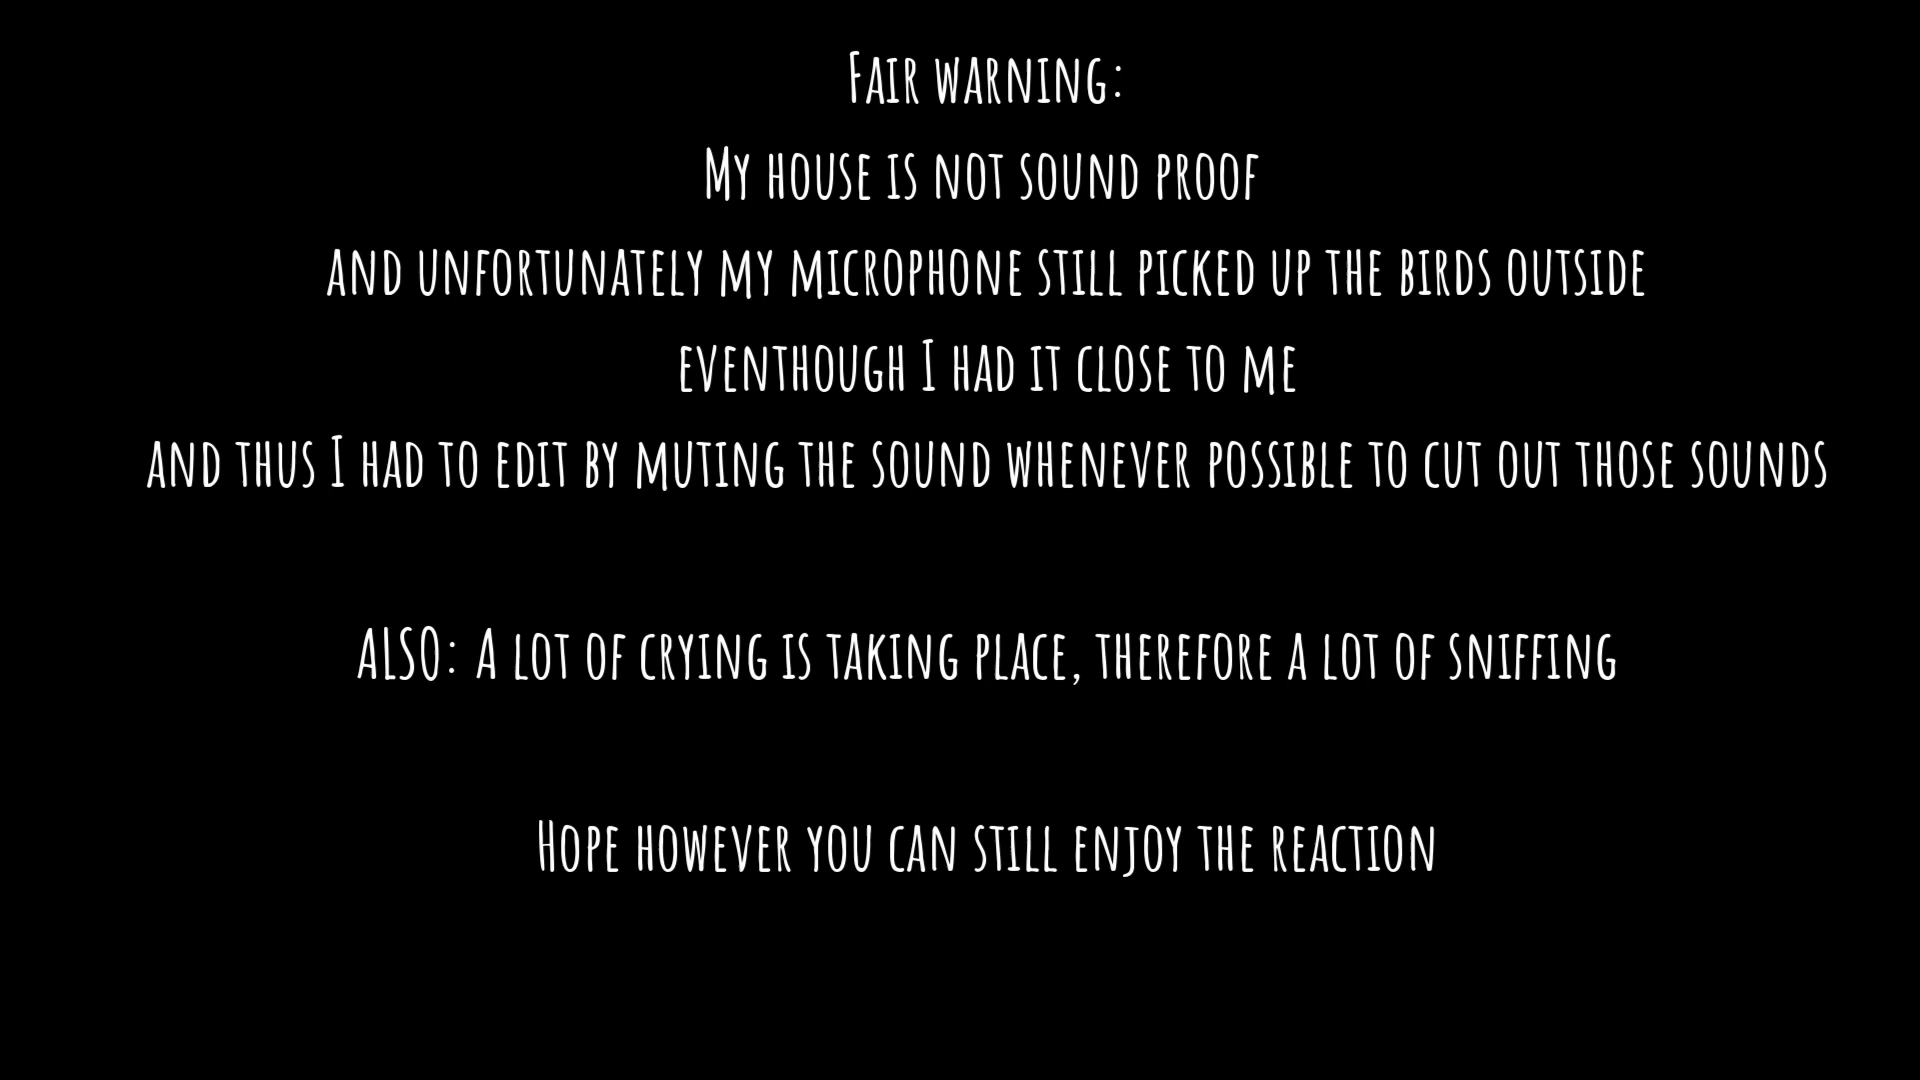 Fair warning:
My house is not sound proof
and unfortunately my microphone still picked up the birds outside
eventhough I had it close to me
and thus I had to edit by muting the sound whenever possible to cut out those sounds
ALSO: A lot of crying is taking place, therefore a lot of sniffing
Hope however you can still enjoy the reaction